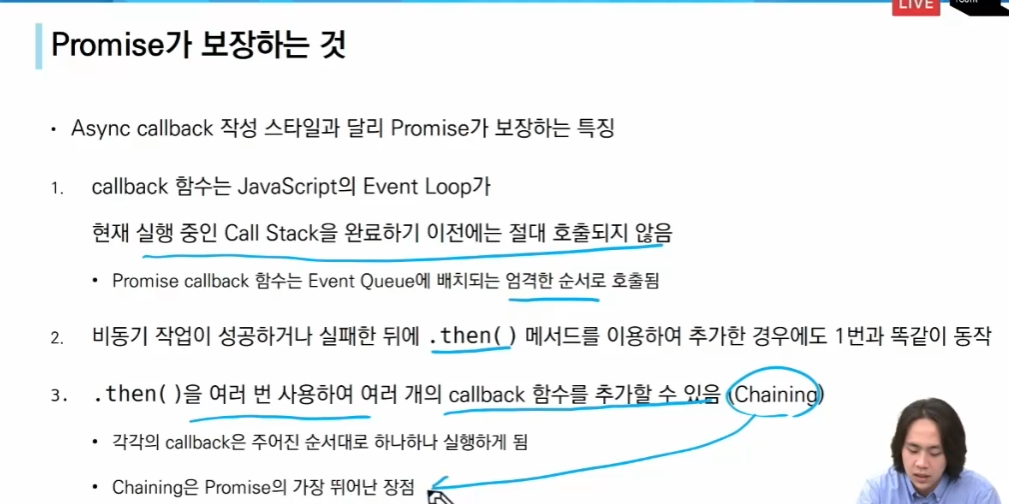 LIVE
Promise가 보장하는 것
• Async callback 작성 스타일과 달리 Promise가 보장하는 특징
1. callback 함수는 JavaScript의 Event Loop가
현재 실행 중인 Call Stack을 완료하기 이전에는 절대 호출되지 않음
• Promise callback 함수는 Event Queue에 배치되는 엄격한 순서로 호출됨
2. 비동기 작업이 성공하거나 실패한 뒤에 .then() 메서드를 이용하여 추가한 경우에도 1번과 똑같이 동작
3. .then()을 여러 번 사용하여 여러 개의 callback 함수를 추가할 수 있음 (Chaining)
• 각각의 callback은 주어진 순서대로 하나하나 실행하게 됨
• Chaining은 Promise의 가장 뛰어난 장점